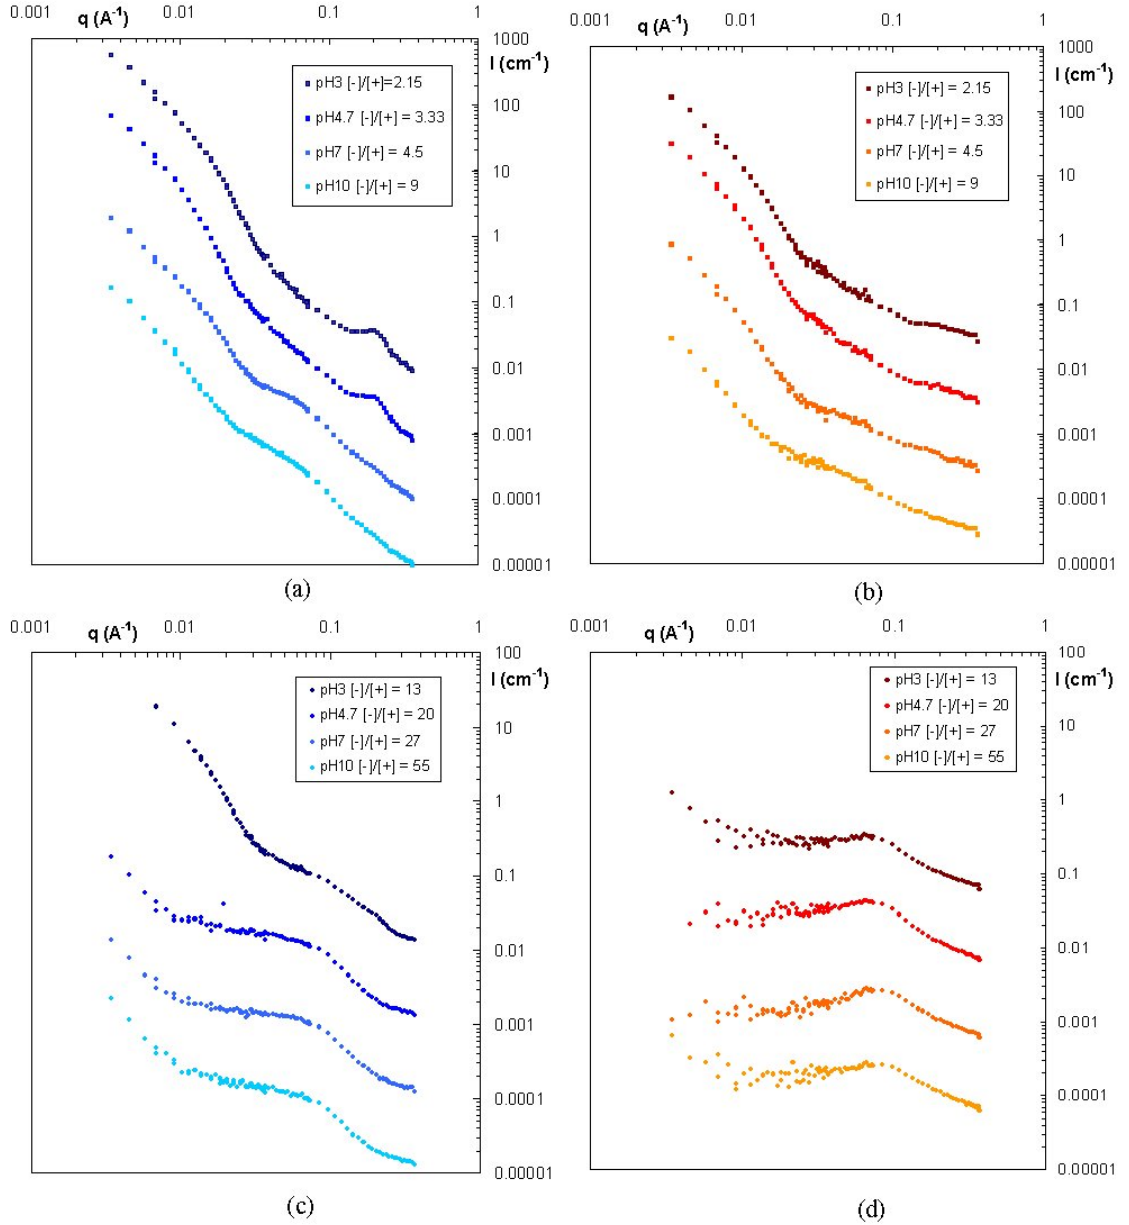 0.001 0.01 0.1 1
q (A-1)
1000
I (cm-1)
100
10
1
0.1
0.01
0.001
0.0001
0.00001
pH3 [-]/[+]=2.15
pH4.7 [-]/[+] = 3.33
pH7 [-]/[+] = 4.5
pH10 [-]/[+] = 9
(a)
0.001 0.01 0.1 1
q (A-1)
1000
I (cm-1)
100
10
1
0.1
0.01
0.001
0.0001
0.00001
pH3 [-]/[+] = 2.15
pH4.7 [-]/[+] = 3.33
pH7 [-]/[+] = 4.5
pH10 [-]/[+] = 9
(b)
0.001 0.01 0.1 1
q (A-1)
100
I (cm-1)
10
1
0.1
0.01
0.001
0.0001
0.00001
pH3 [-]/[+] = 13
pH4.7 [-]/[+] = 20
pH7 [-]/[+] = 27
pH10 [-]/[+] = 55
(c)
0.001 0.01 0.1 1
q (A-1)
100
I (cm-1)
10
1
0.1
0.01
0.001
0.0001
0.00001
pH3 [-]/[+] = 13
pH4.7 [-]/[+] = 20
pH7 [-]/[+] = 27
pH10 [-]/[+] = 55
(d)